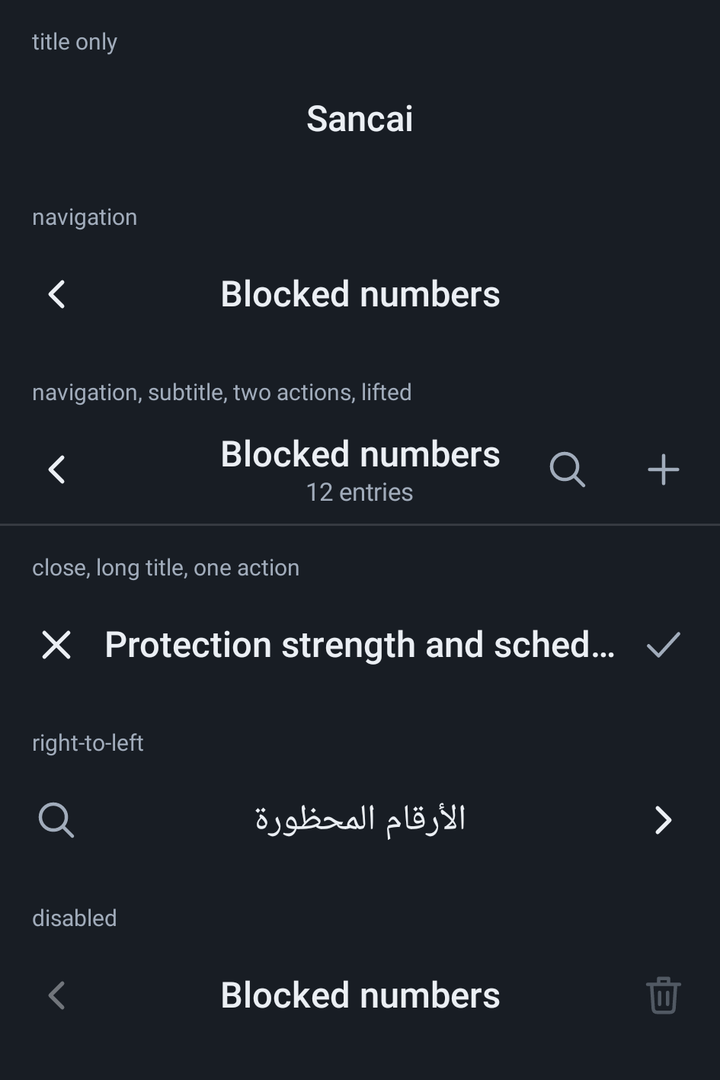 title only
Sancai
navigation
Blocked numbers
navigation, subtitle, two actions, lifted
Blocked numbers
12 entries
close, long title, one action
Protection strength and sched...
right-to-left
الأرقام المحظورة
disabled
Blocked numbers